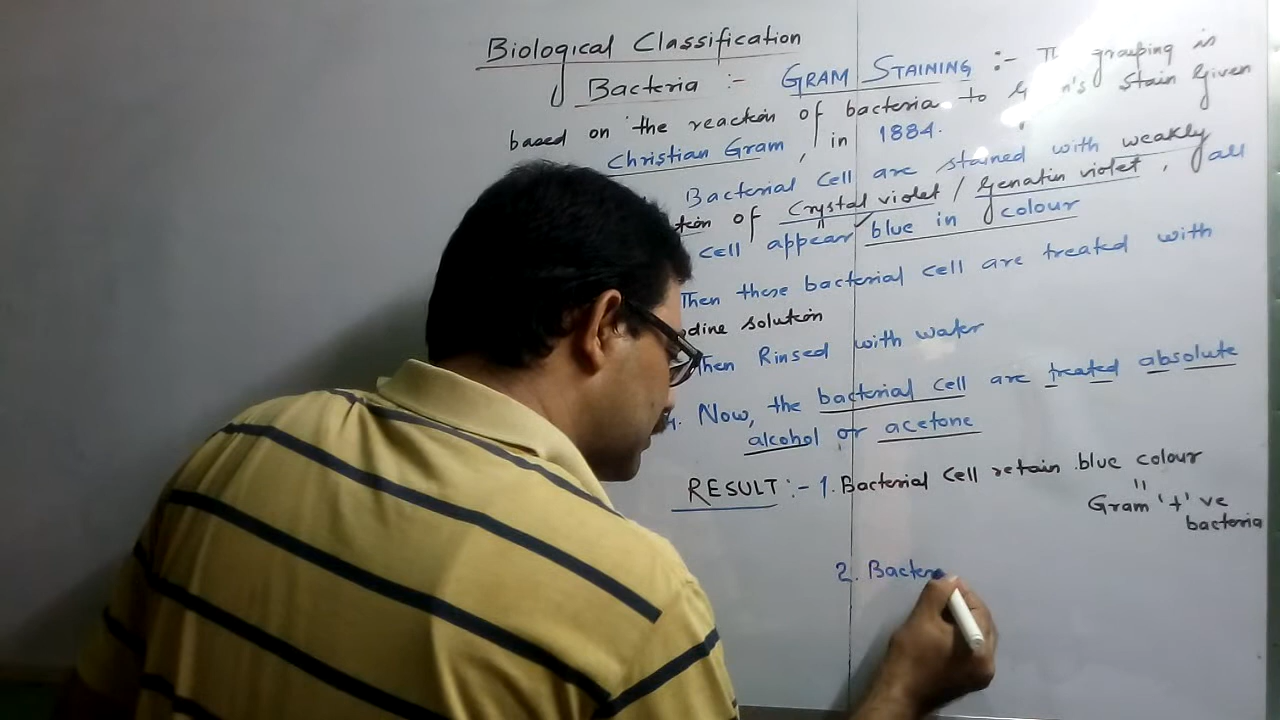 Biological Classification
Bacteria :- GRAM STAINING :- grouping is
based on the reaction of bacteria to Stain Given
Christian Gram, in 1884.
Bacterial cell are stained with weakly
of Crystal violet / Genatin violet, all
cell appear blue in colour
Then these bacterial cell are treated with
solution
Then Rinsed with water
4. Now, the bacterial cell are treated absolute
alcohol or acetone
RESULT :- 1. Bacterial cell retain blue colour
"
Gram '+' ve
bacteria
2. Bacter